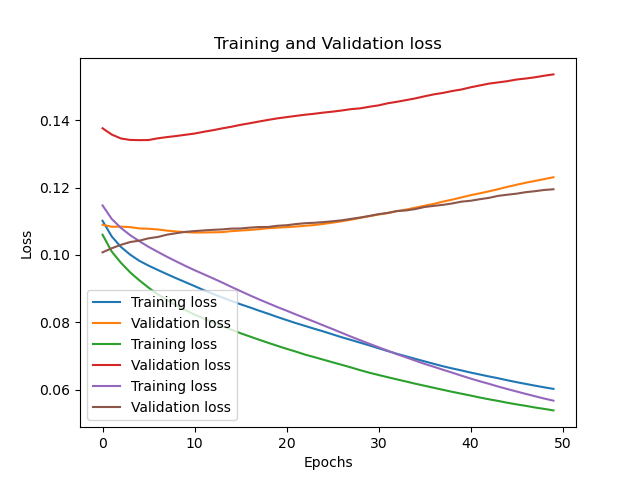 Training and Validation loss
Loss
0.14
0.12
0.10
0.08
0.06
Training loss
Validation loss
Training loss
Validation loss
Training loss
Validation loss
0
10
20
30
40
50
Epochs